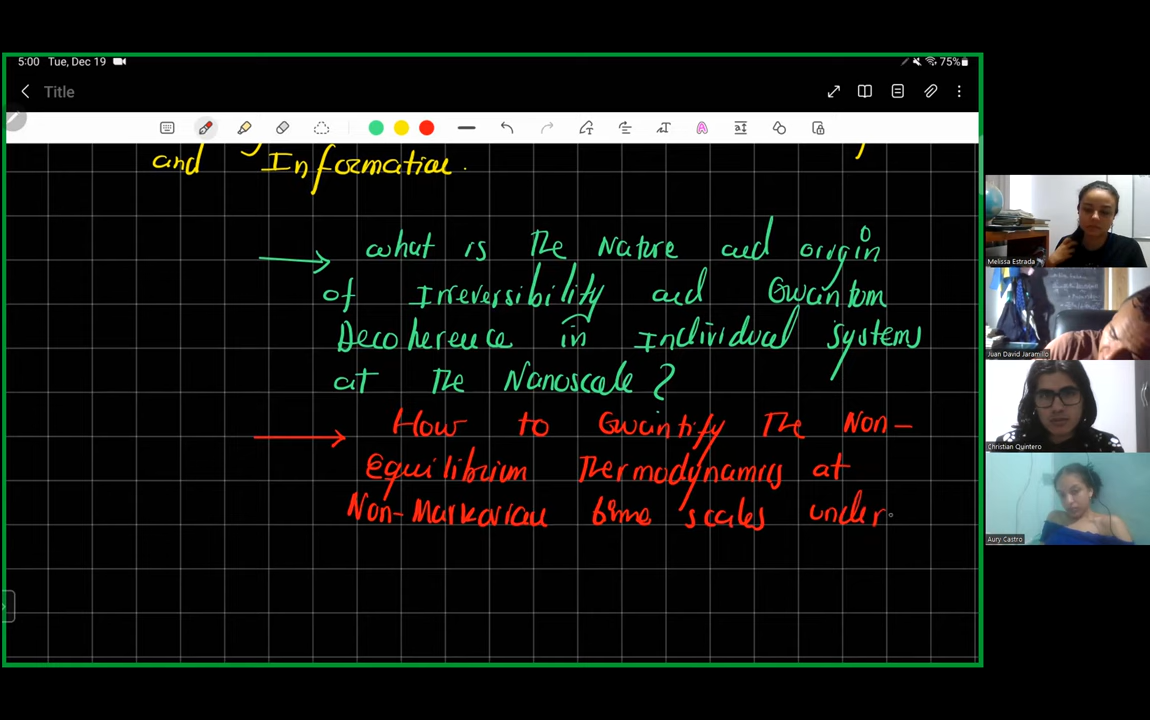 5:00 Tue, Dec 19 75%
Title
and Information.
what is The Nature and origin
of Irreversibility and Qwantom
Decoherence in Individual systems
at The Nanoscale?
How to Qwintify The Non-
Equilibrium Thermodynamics at
Non-Markovian time scales under
Melissa Estrada
Juan David Jaramillo
Christian Quintero
Aury Castro